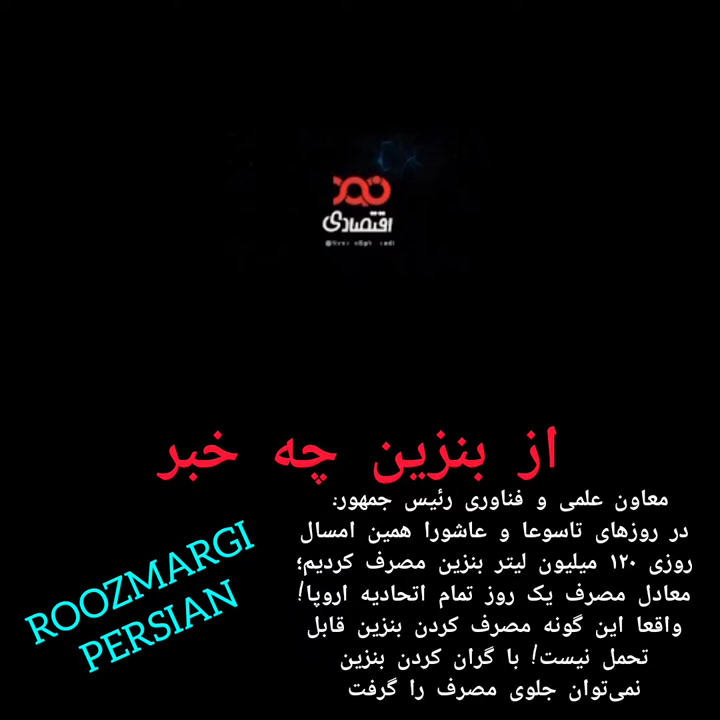 اقتصادی
از بنزین چه خبر
معاون علمی و فناوری رئیس جمهور:
در روزهای تاسوعا و عاشورا همین امسال
روزی ۱۲۰ میلیون لیتر بنزین مصرف کردیم؛
معادل مصرف یک روز تمام اتحادیه اروپا!
واقعا این گونه مصرف کردن بنزین قابل
تحمل نیست! با گران کردن بنزین
نمی‌توان جلوی مصرف را گرفت
ROOZMARGI
PERSIAN